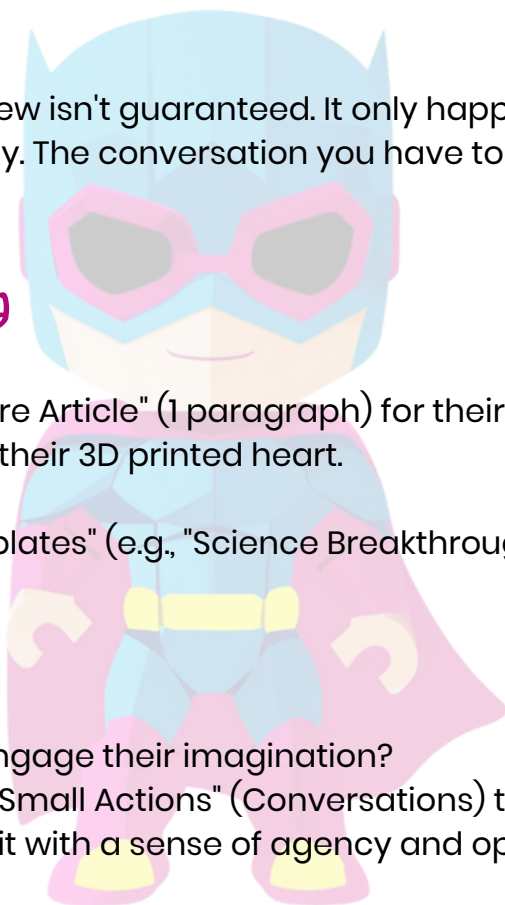 ew isn't guaranteed. It only happ
y. The conversation you have to
g
re Article" (1 paragraph) for their
their 3D printed heart.
plates" (e.g., "Science Breakthroug
ngage their imagination?
Small Actions" (Conversations) t
it with a sense of agency and op